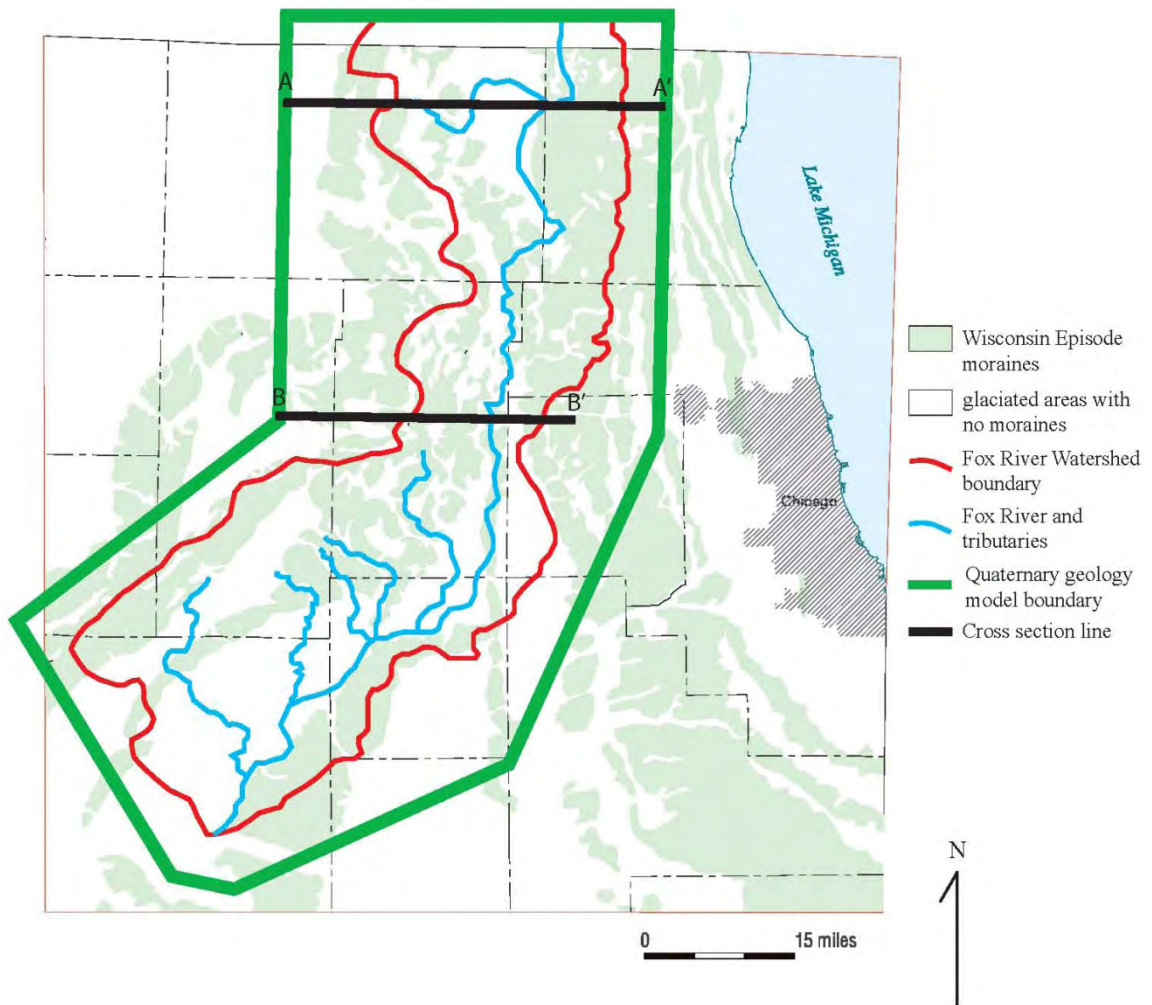 A
A'
Lake Michigan
B
B'
Chicago
Wisconsin Episode
moraines
glaciated areas with
no moraines
Fox River Watershed
boundary
Fox River and
tributaries
Quaternary geology
model boundary
Cross section line
N
0 15 miles